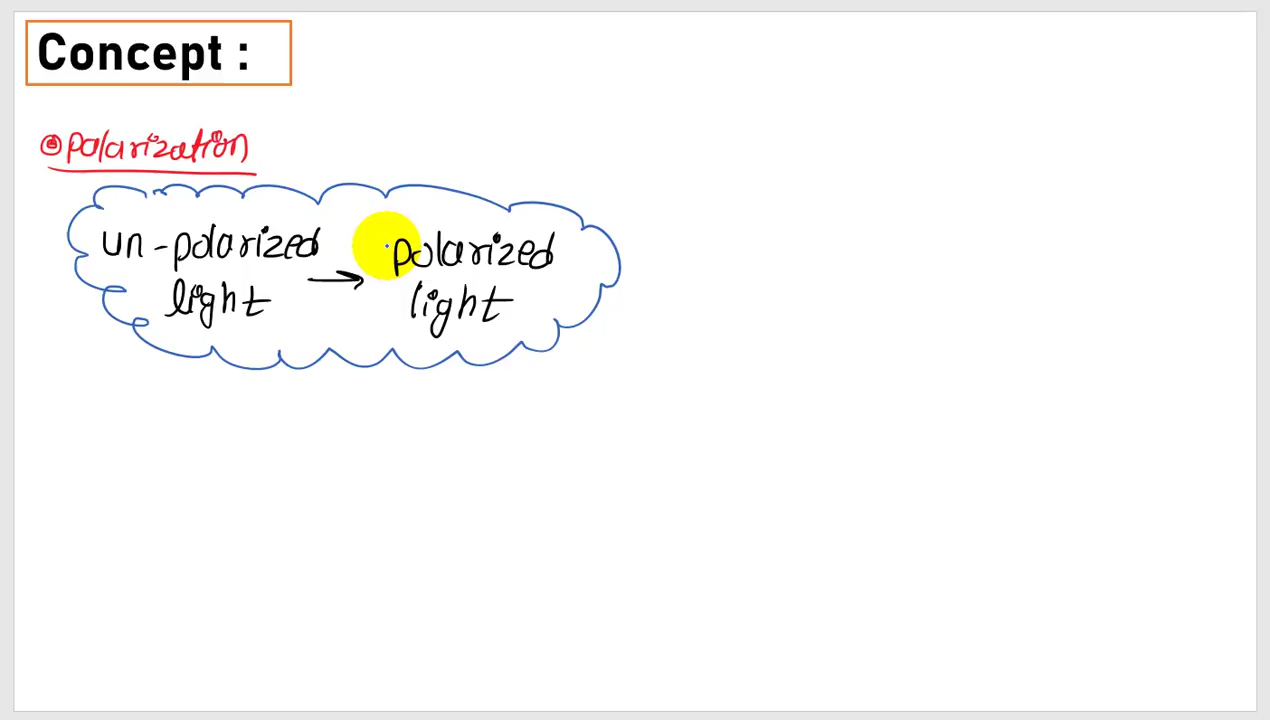 Concept :
polarization
un-polarized polarized
light → light